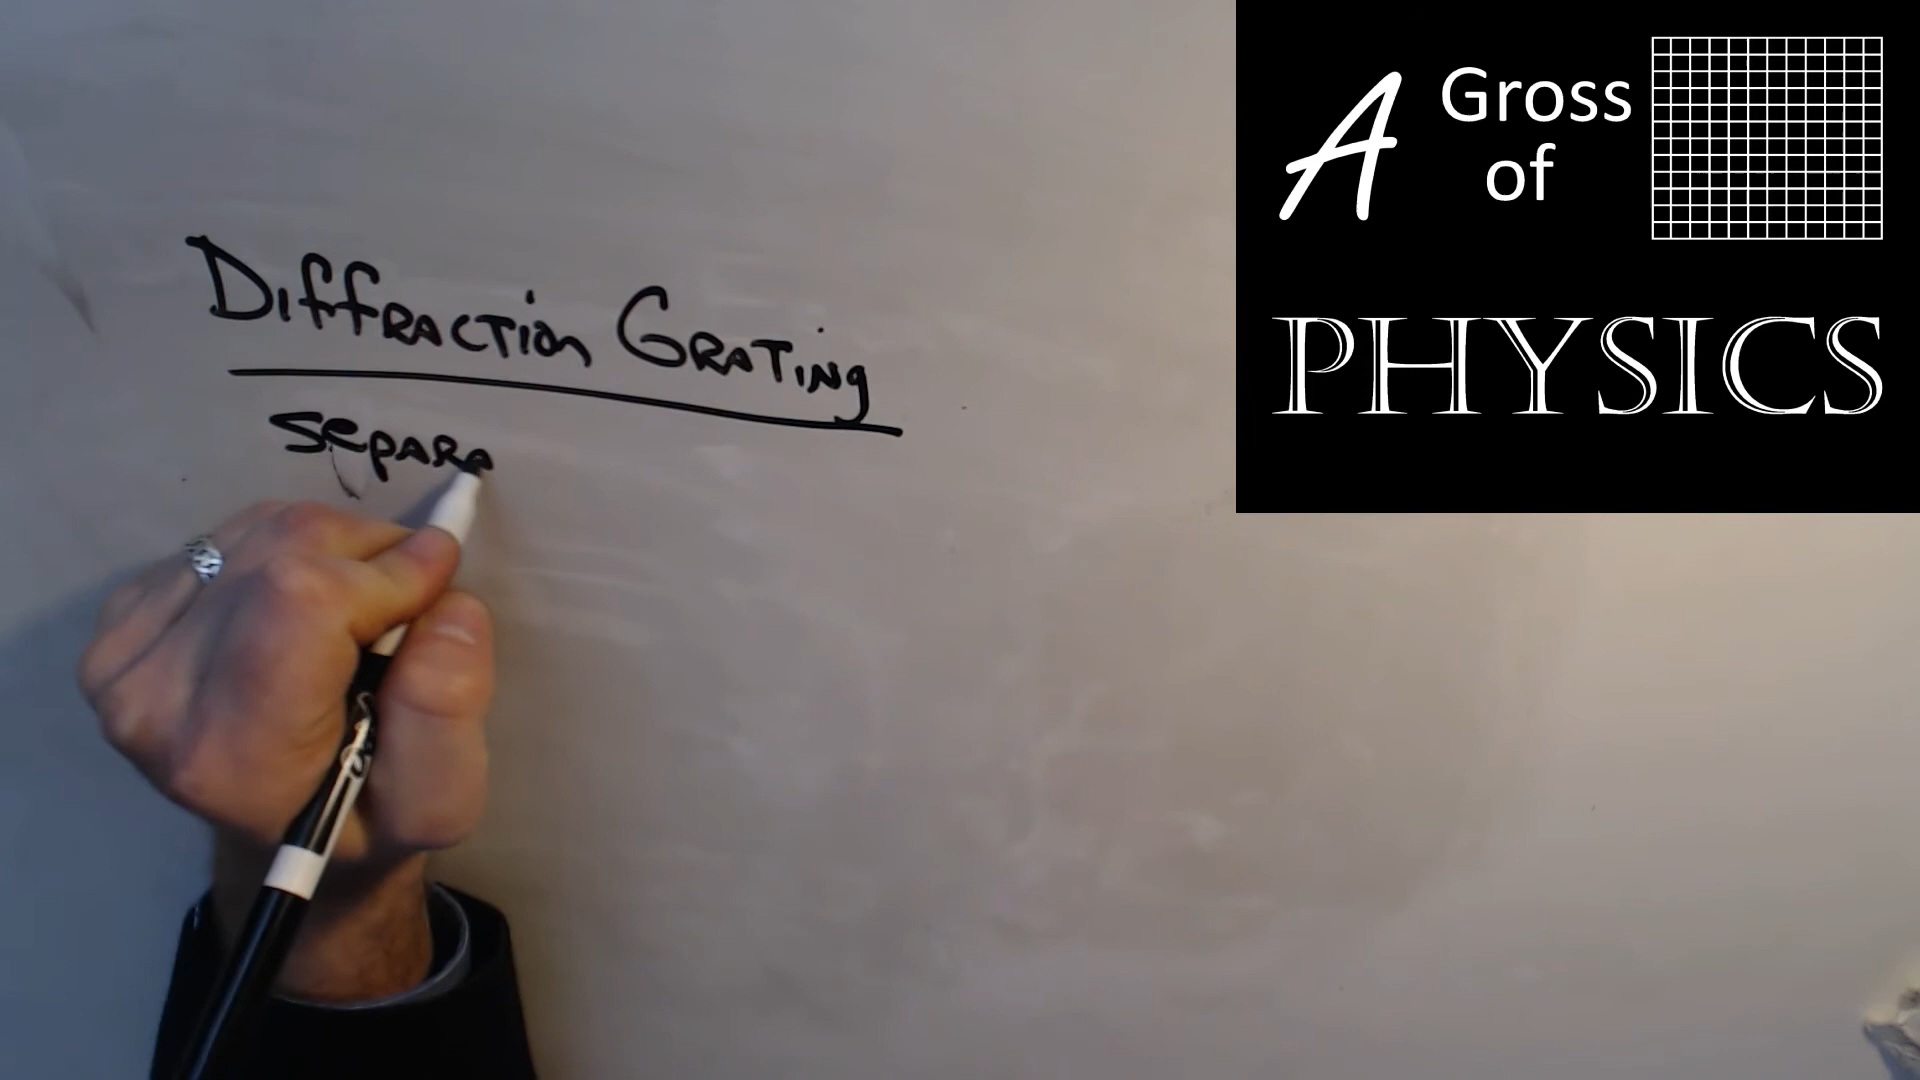 Diffraction Grating
separa
A Gross
of
PHYSICS